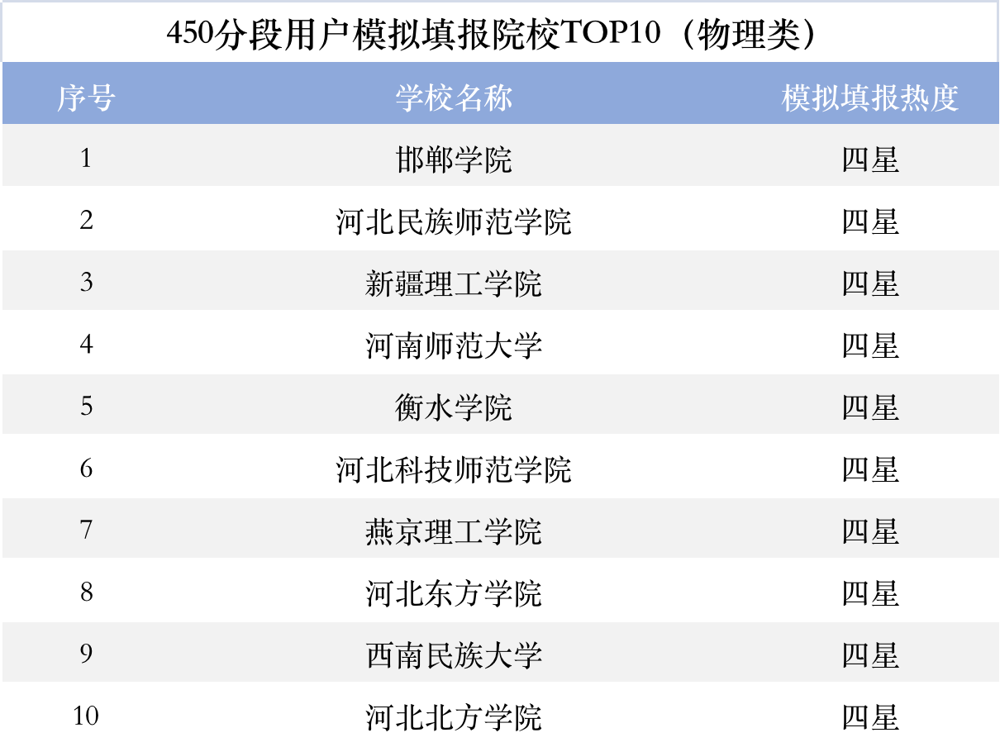 450分段用户模拟填报院校TOP10（物理类）
序号 学校名称 模拟填报热度
1 邯郸学院 四星
2 河北民族师范学院 四星
3 新疆理工学院 四星
4 河南师范大学 四星
5 衡水学院 四星
6 河北科技师范学院 四星
7 燕京理工学院 四星
8 河北东方学院 四星
9 西南民族大学 四星
10 河北北方学院 四星